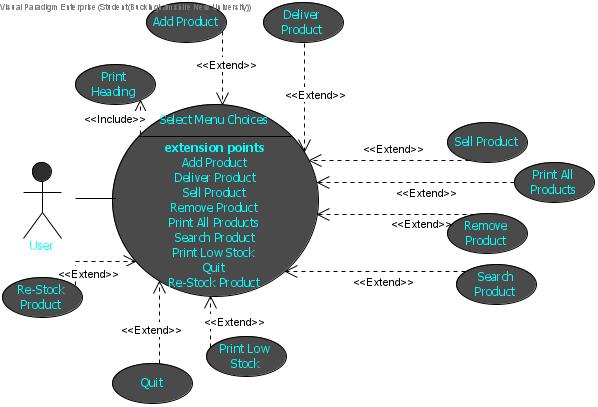 Visual Paradigm Enterprise (Student(Buckinghamshire New University))
Add Product
Deliver
Product
<<Extend>>
<<Extend>>
Print
Heading
<<Include>>
Select Menu Choices
extension points
Add Product
Deliver Product
Sell Product
Remove Product
Print All Products
Search Product
Print Low Stock
Quit
Re-Stock Product
<<Extend>>
Sell Product
<<Extend>>
Print All
Products
<<Extend>>
Remove
Product
<<Extend>>
Search
Product
User
<<Extend>>
Re-Stock
Product
<<Extend>>
Quit
<<Extend>>
Print Low
Stock